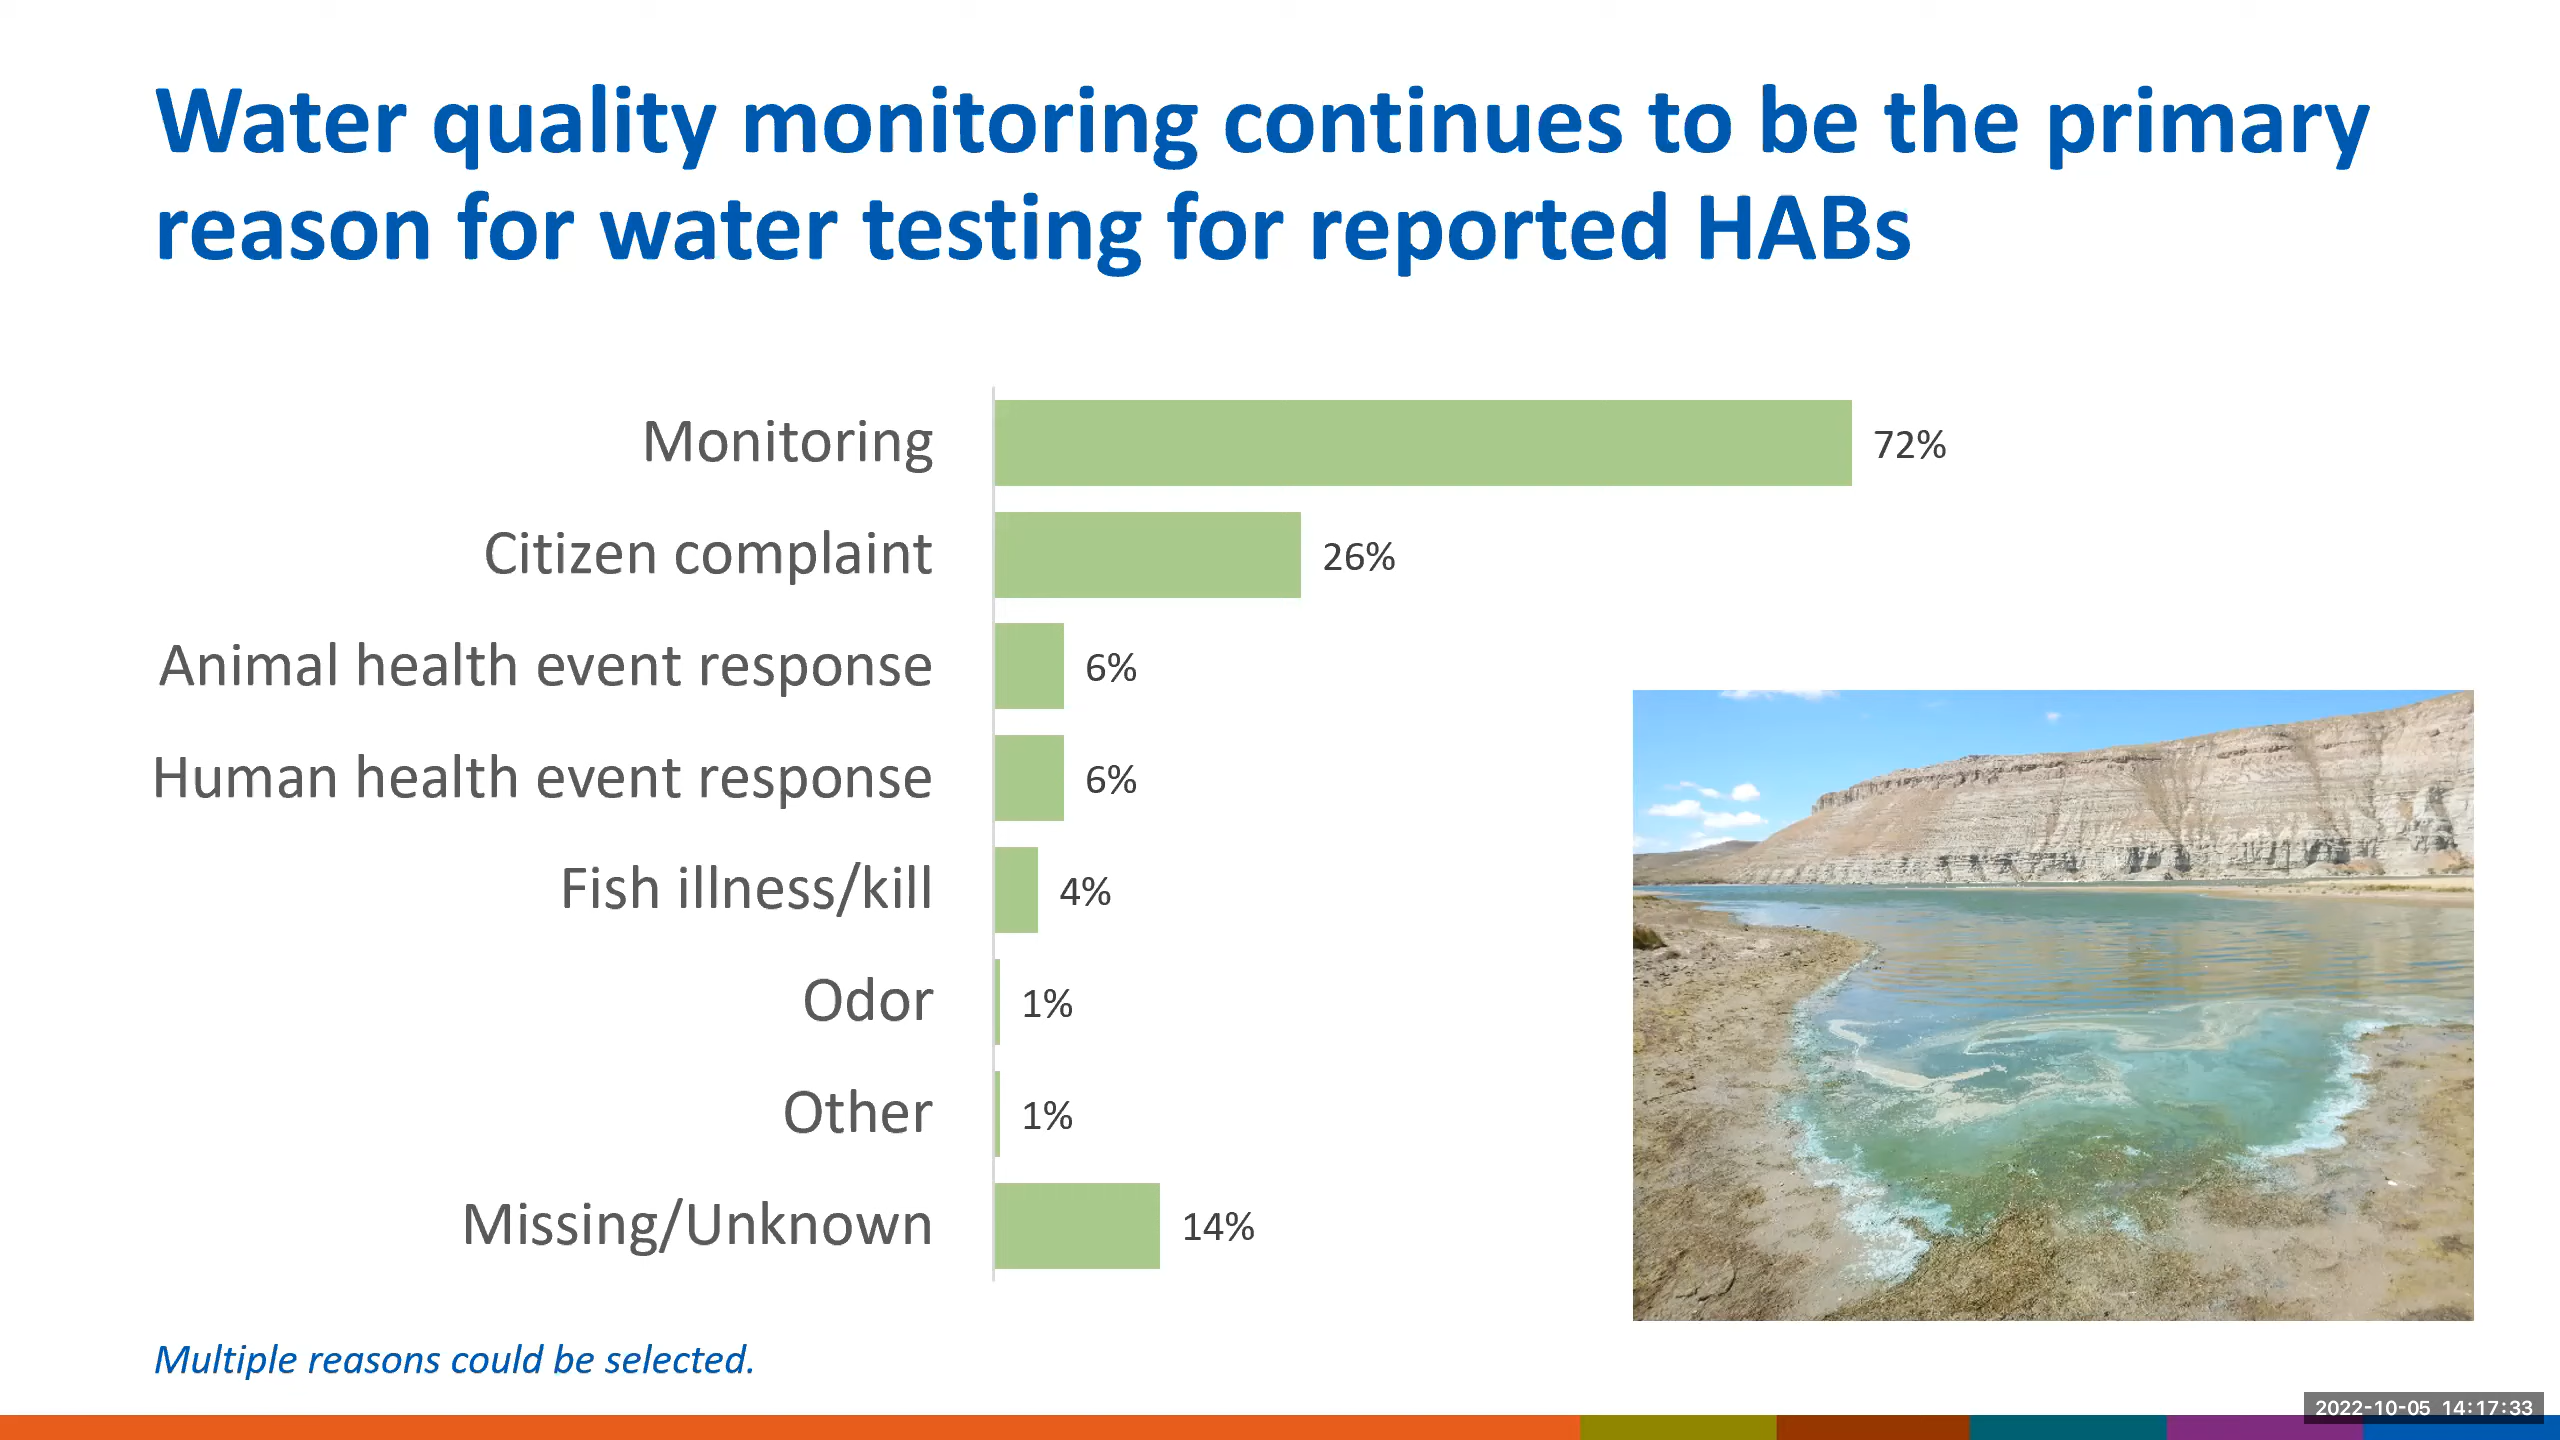 Water quality monitoring continues to be the primary
reason for water testing for reported HABs
Monitoring
72%
Citizen complaint
26%
Animal health event response
6%
Human health event response
6%
Fish illness/kill
4%
Odor
1%
Other
1%
Missing/Unknown
14%
Multiple reasons could be selected.
2022-10-05 14:17:33